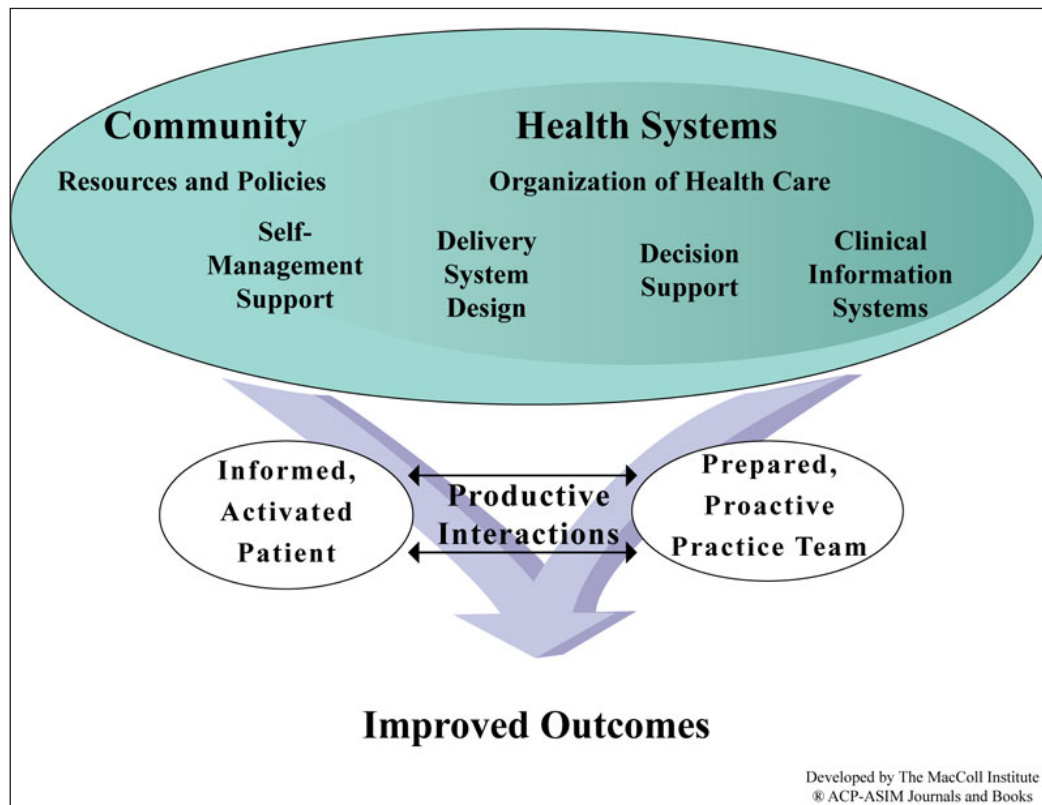 Community
Health Systems
Resources and Policies
Organization of Health Care
Self-
Management
Support
Delivery
System
Design
Decision
Support
Clinical
Information
Systems
Informed,
Activated
Patient
Productive
Interactions
Prepared,
Proactive
Practice Team
Improved Outcomes
Developed by The MacColl Institute
® ACP-ASIM Journals and Books